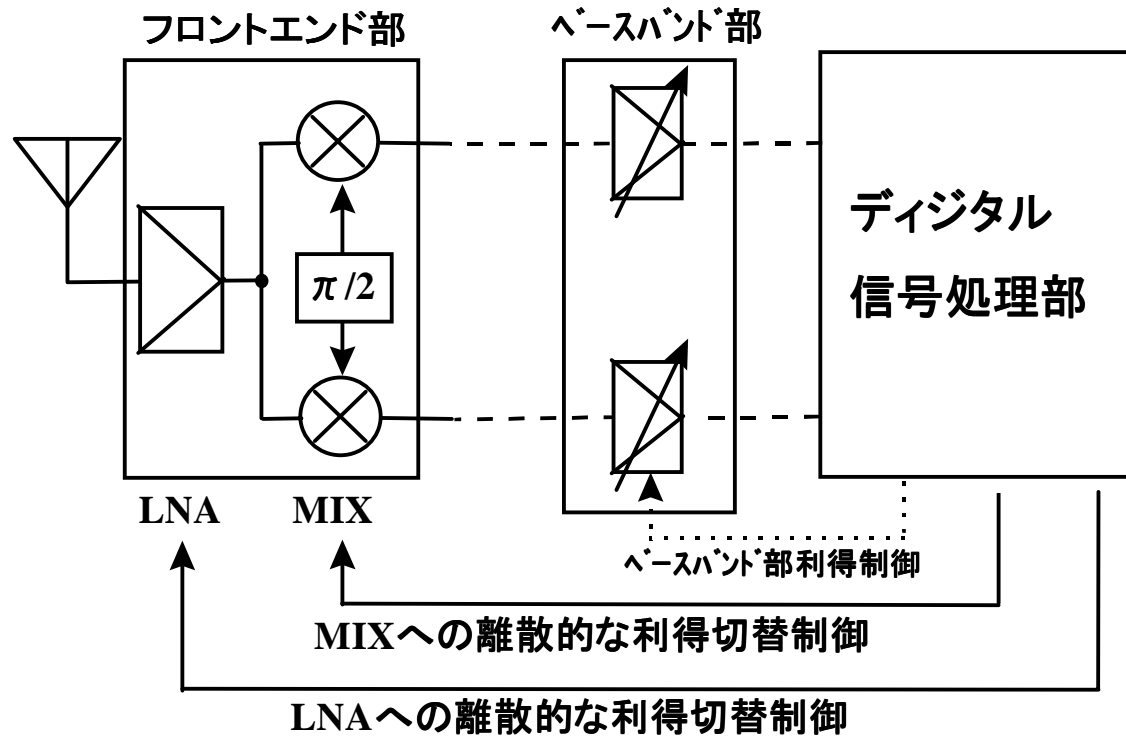 フロントエンド部
ベースバンド部
π/2
ディジタル
信号処理部
LNA
MIX
ベースバンド部利得制御
MIXへの離散的な利得切替制御
LNAへの離散的な利得切替制御